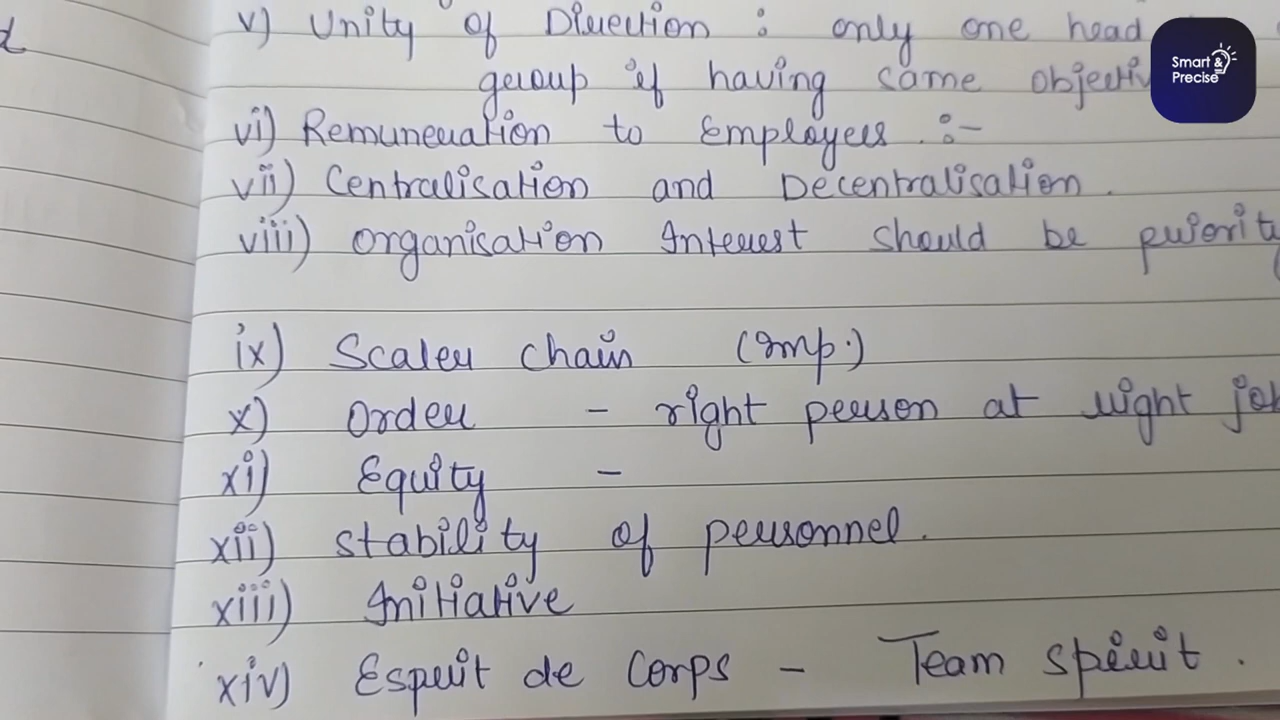 v) Unity of Direction : only one head
group if having same objectiv
vi) Remuneration to Employees :-
vii) Centralisation and Decentralisation.
viii) Organisation Interest should be priority
ix) Scaler chain (Imp.)
x) Order - right person at right job
xi) Equity -
xii) Stability of personnel.
xiii) Initiative
xiv) Esprit de Corps - Team spirit.
Smart &
Precise